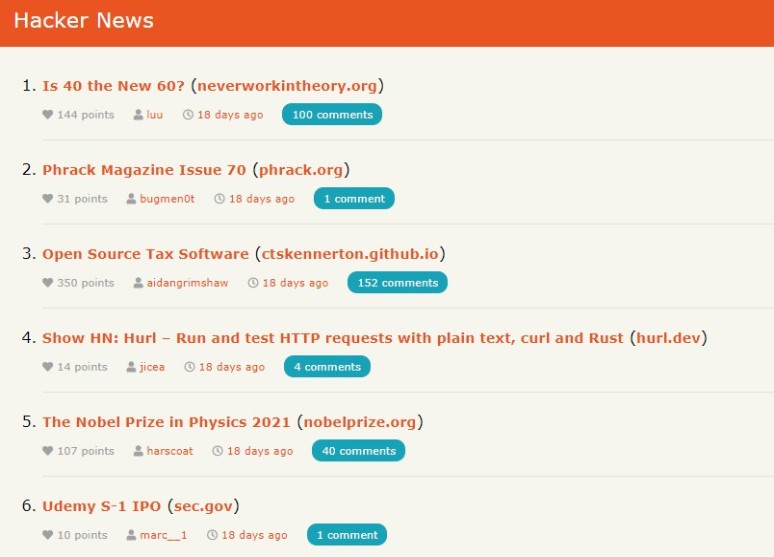 Hacker News
1. Is 40 the New 60? (neverworkintheory.org)
144 points luu 18 days ago 100 comments
2. Phrack Magazine Issue 70 (phrack.org)
31 points bugmen0t 18 days ago 1 comment
3. Open Source Tax Software (ctskennerton.github.io)
350 points aidangrimshaw 18 days ago 152 comments
4. Show HN: Hurl – Run and test HTTP requests with plain text, curl and Rust (hurl.dev)
14 points jicea 18 days ago 4 comments
5. The Nobel Prize in Physics 2021 (nobelprize.org)
107 points harscoat 18 days ago 40 comments
6. Udemy S-1 IPO (sec.gov)
10 points marc__1 18 days ago 1 comment